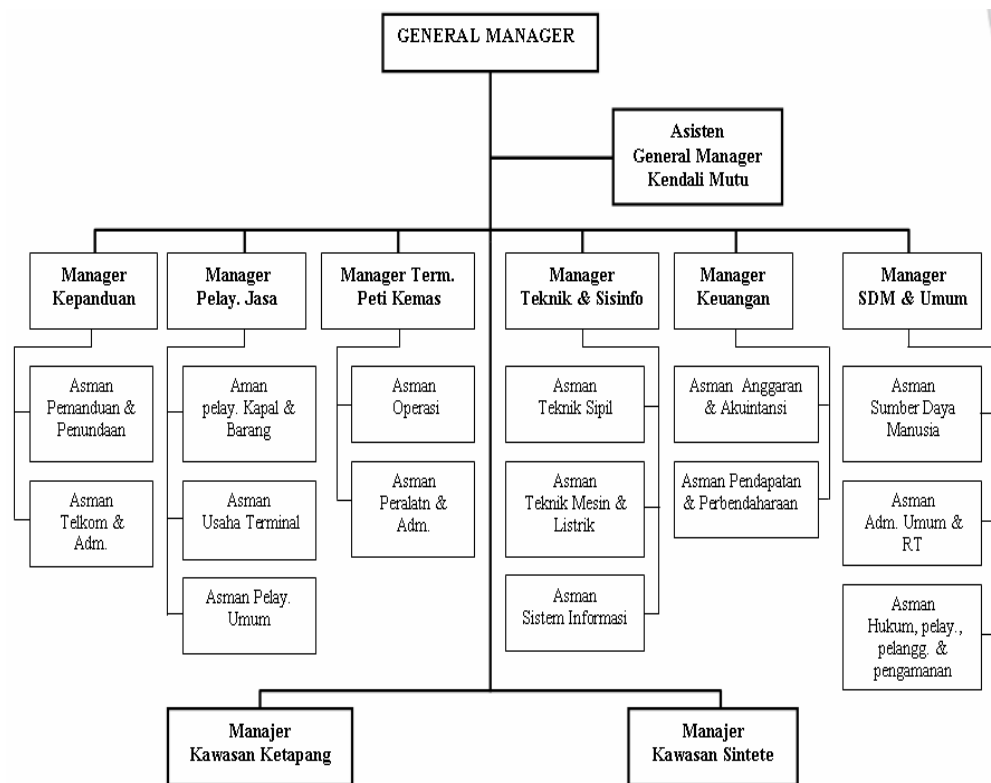 GENERAL MANAGER
Asisten
General Manager
Kendali Mutu
Manager
Kepanduan
Manager
Pelay. Jasa
Manager Term.
Peti Kemas
Manager
Teknik & Sisinfo
Manager
Keuangan
Manager
SDM & Umum
Asman
Pemanduan &
Penundaan
Asman
Telkom &
Adm.
Aman
pelay. Kapal &
Barang
Asman
Usaha Terminal
Asman Pelay.
Umum
Asman
Operasi
Asman
Peralatn &
Adm.
Asman
Teknik Sipil
Asman
Teknik Mesin &
Listrik
Asman
Sistem Informasi
Asman Anggaran
& Akuintansi
Asman Pendapatan
& Perbendaharaan
Asman
Sumber Daya
Manusia
Asman
Adm. Umum &
RT
Asman
Hukum, pelay.,
pelangg. &
pengamanan
Manajer
Kawasan Ketapang
Manajer
Kawasan Sintete